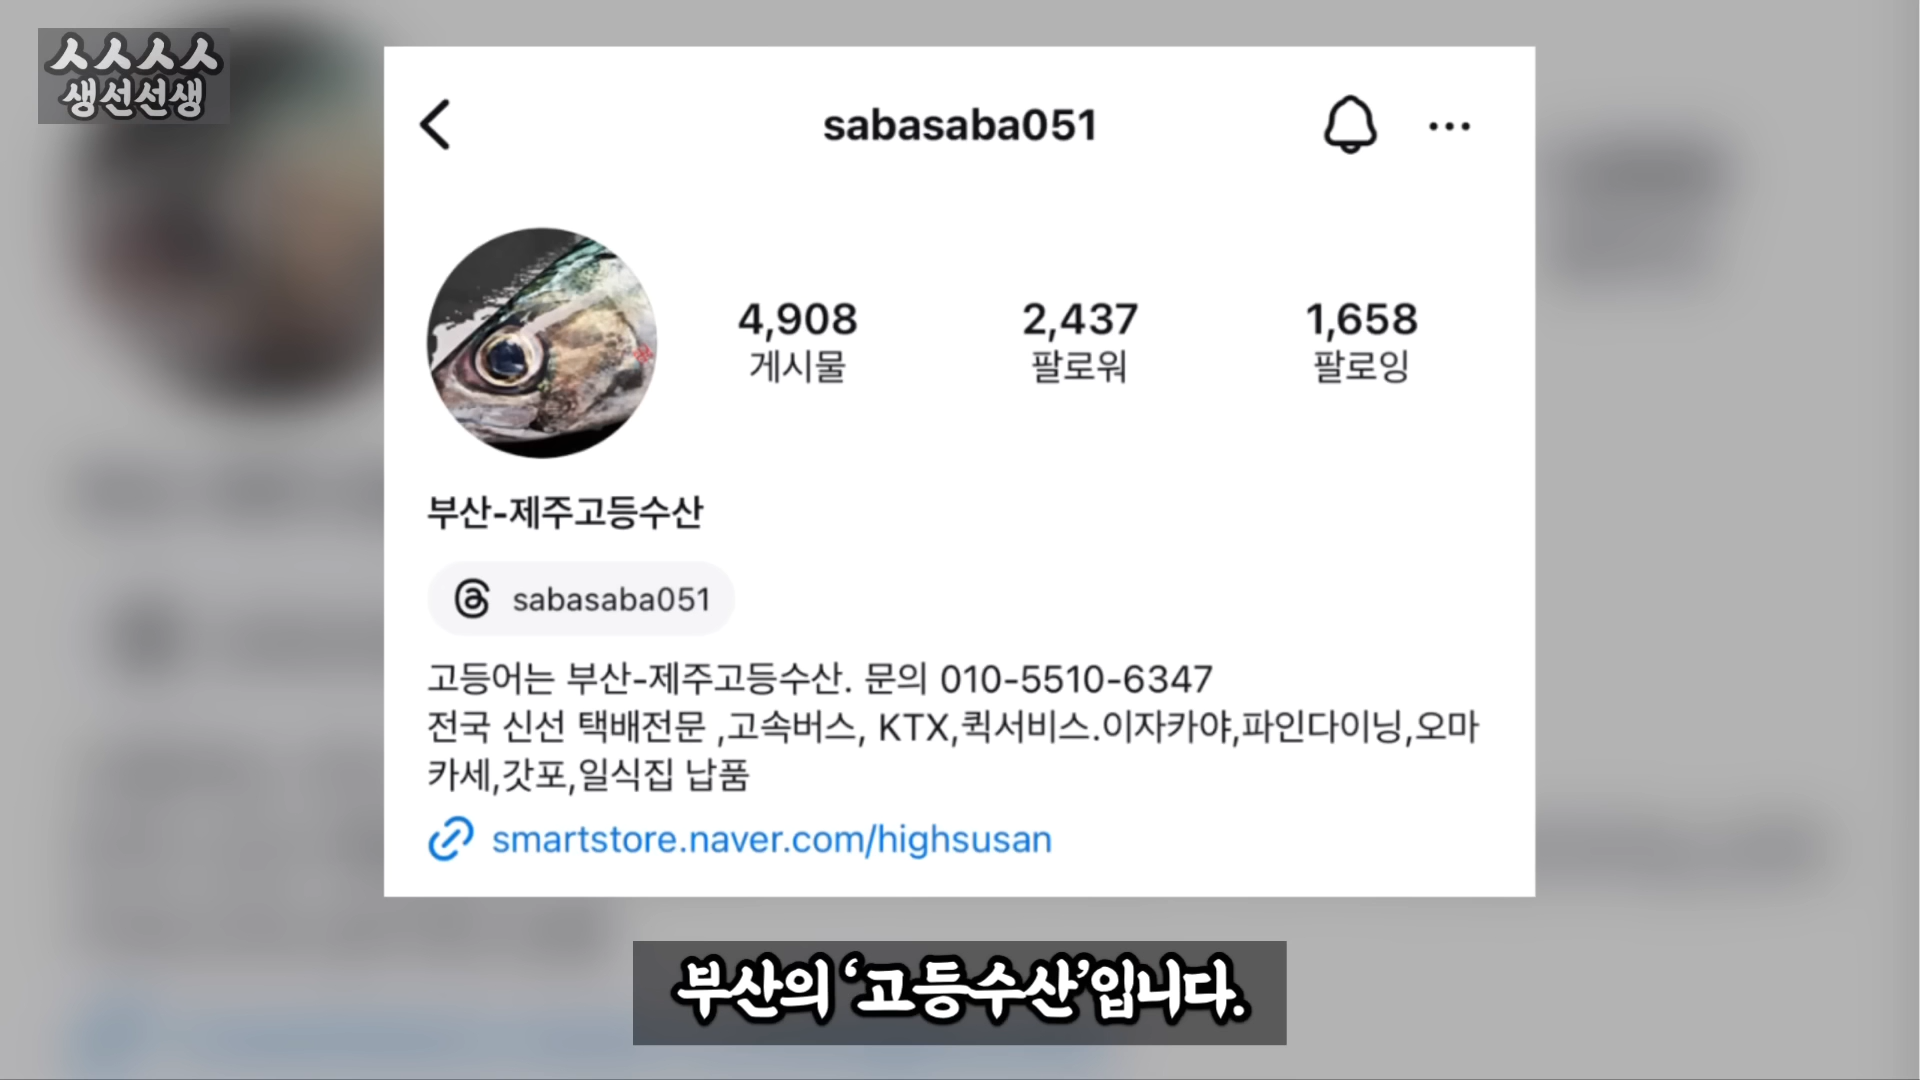 ㅅㅅㅅㅅ
생선선생
sabasaba051
4,908
게시물
2,437
팔로워
1,658
팔로잉
부산-제주고등수산
sabasaba051
고등어는 부산-제주고등수산. 문의 010-5510-6347
전국 신선 택배전문 ,고속버스, KTX,퀵서비스.이자카야,파인다이닝,오마
카세,갓포,일식집 납품
smartstore.naver.com/highsusan
부산의 ‘고등수산’입니다.